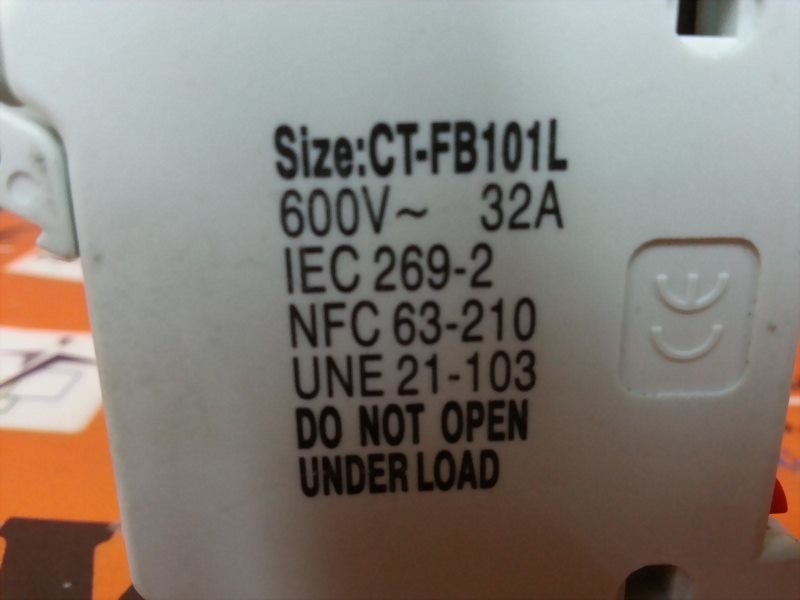 Size:CT-FB101L
600V~ 32A
IEC 269-2
NFC 63-210
UNE 21-103
DO NOT OPEN
UNDER LOAD
CE